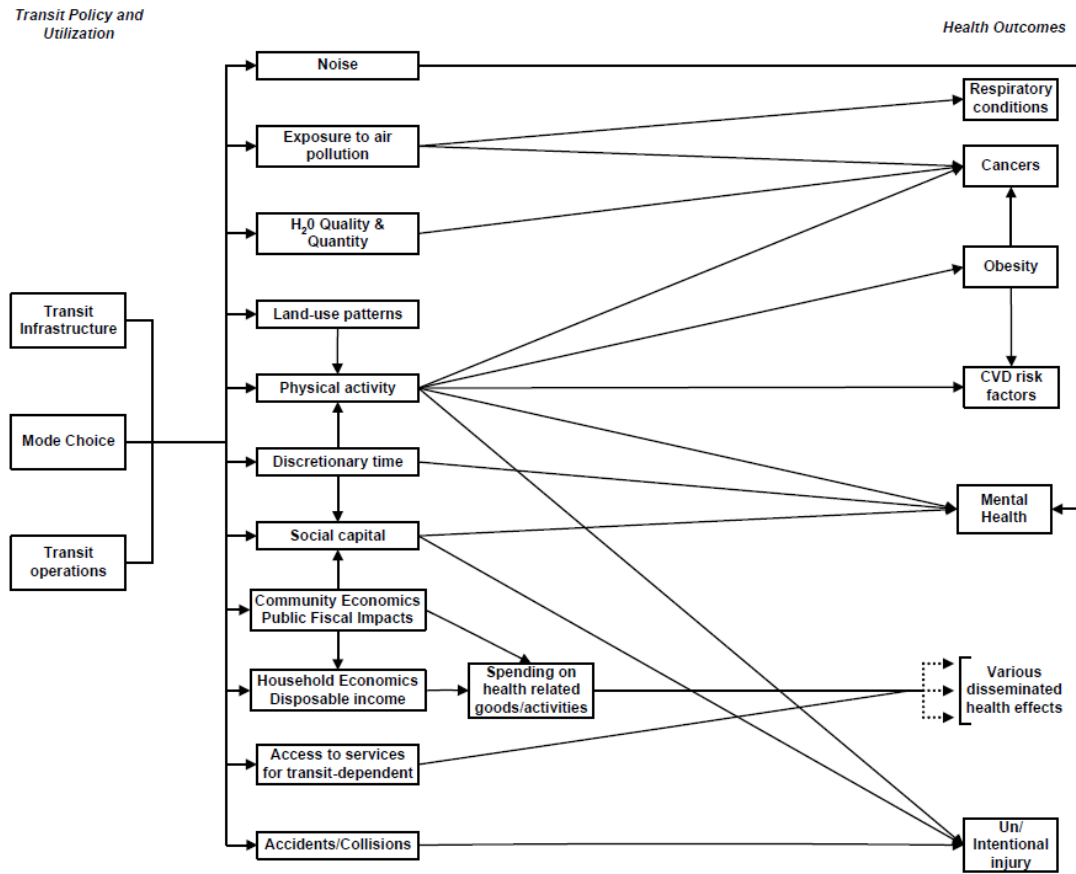 Transit Policy and
Utilization
Health Outcomes
Noise
Respiratory
conditions
Exposure to air
pollution
Cancers
H₂0 Quality &
Quantity
Obesity
Transit
Infrastructure
Land-use patterns
Physical activity
CVD risk
factors
Mode Choice
Discretionary time
Mental
Health
Social capital
Transit
operations
Community Economics
Public Fiscal Impacts
Household Economics
Disposable income
Spending on
health related
goods/activities
Various
disseminated
health effects
Access to services
for transit-dependent
Accidents/Collisions
Un/
Intentional
injury